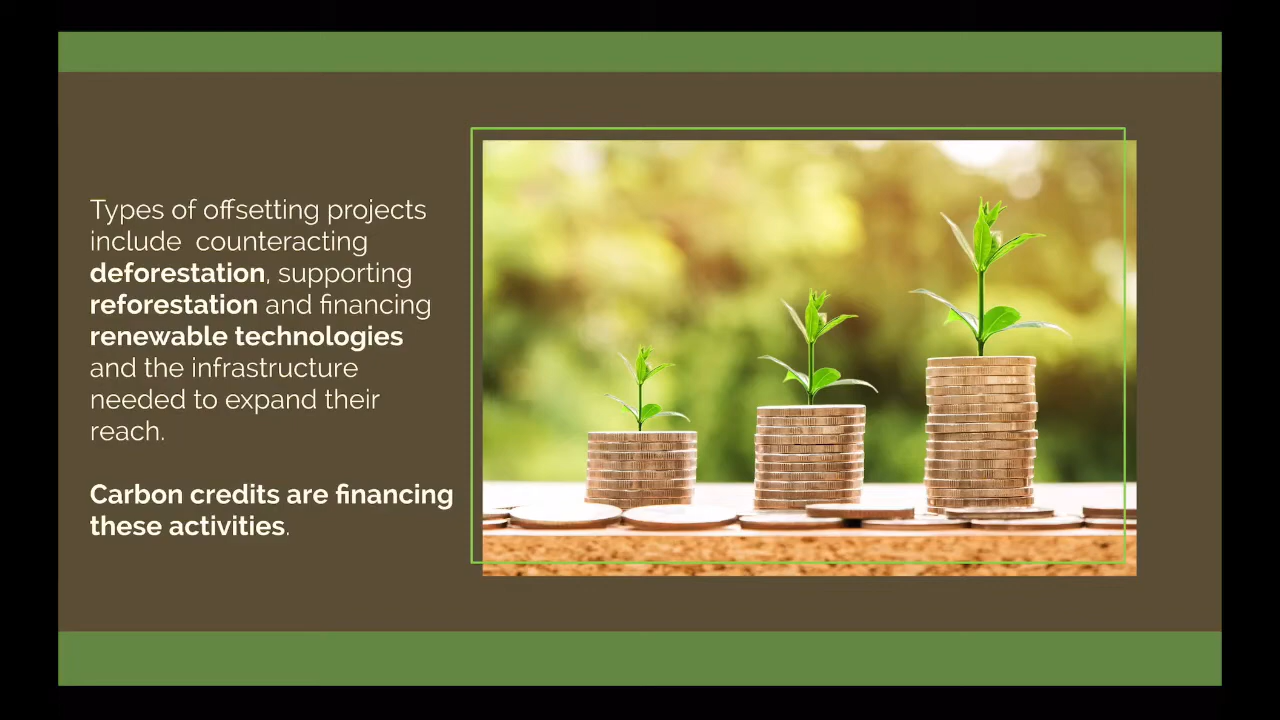 Types of offsetting projects
include counteracting
deforestation, supporting
reforestation and financing
renewable technologies
and the infrastructure
needed to expand their
reach.
Carbon credits are financing
these activities.